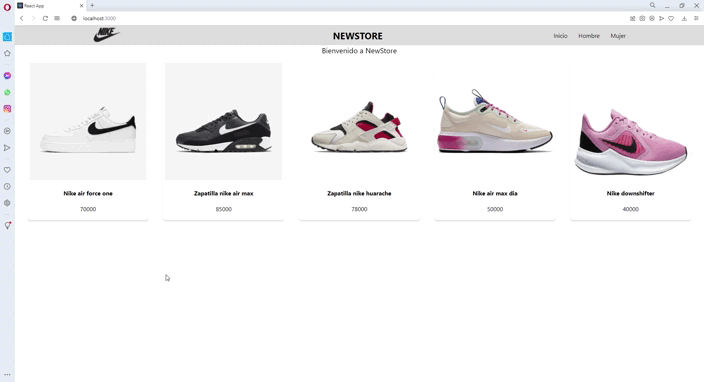 React App
localhost:3000
NIKE
NEWSTORE
Inicio Hombre Mujer
Bienvenido a NewStore
Nike air force one
70000
Zapatilla nike air max
85000
Zapatilla nike huarache
78000
Nike air max dia
50000
Nike downshifter
40000